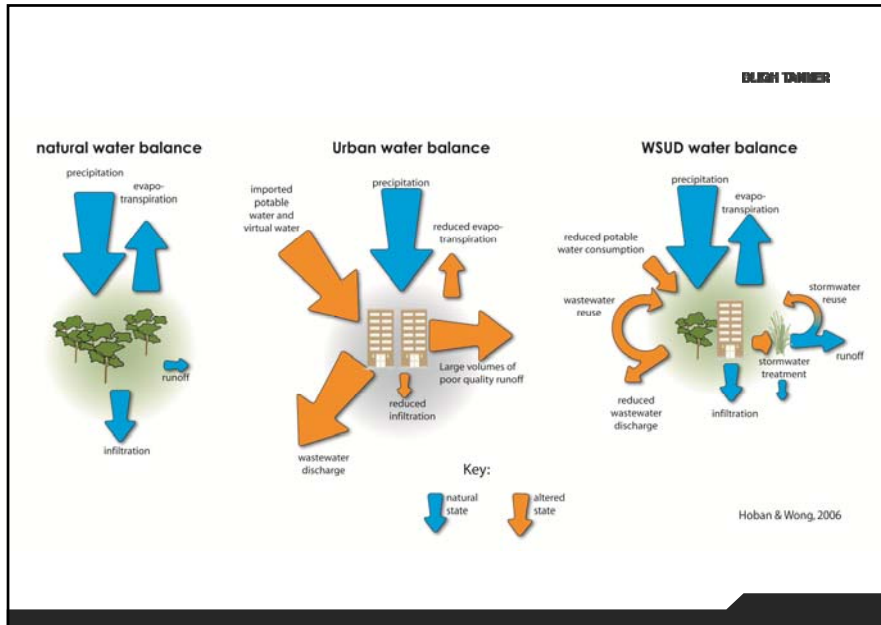 BLIGH TANNER
natural water balance
precipitation
evapo-
transpiration
runoff
infiltration
Urban water balance
imported
potable
water and
virtual water
precipitation
reduced evapo-
transpiration
Large volumes of
poor quality runoff
reduced
infiltration
wastewater
discharge
WSUD water balance
precipitation
evapo-
transpiration
reduced potable
water consumption
wastewater
reuse
stormwater
reuse
runoff
stormwater
treatment
infiltration
reduced
wastewater
discharge
Key:
natural
state
altered
state
Hoban & Wong, 2006